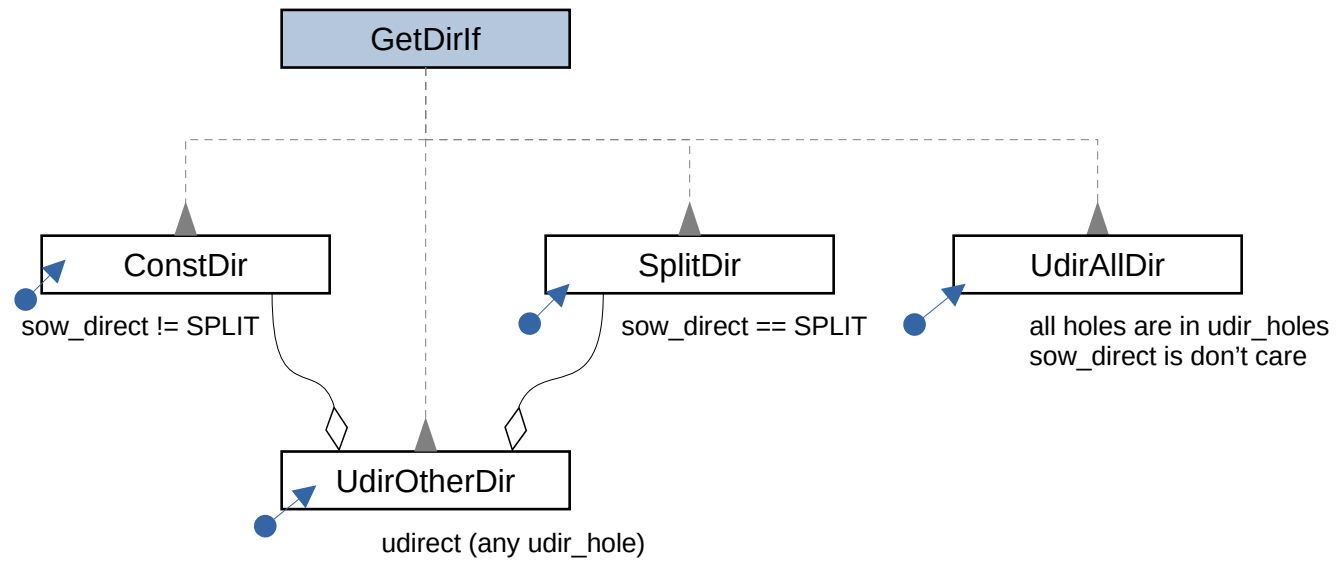 GetDirIf
ConstDir
SplitDir
UdirAllDir
sow_direct != SPLIT
sow_direct == SPLIT
all holes are in udir_holes
sow_direct is don’t care
UdirOtherDir
udirect (any udir_hole)